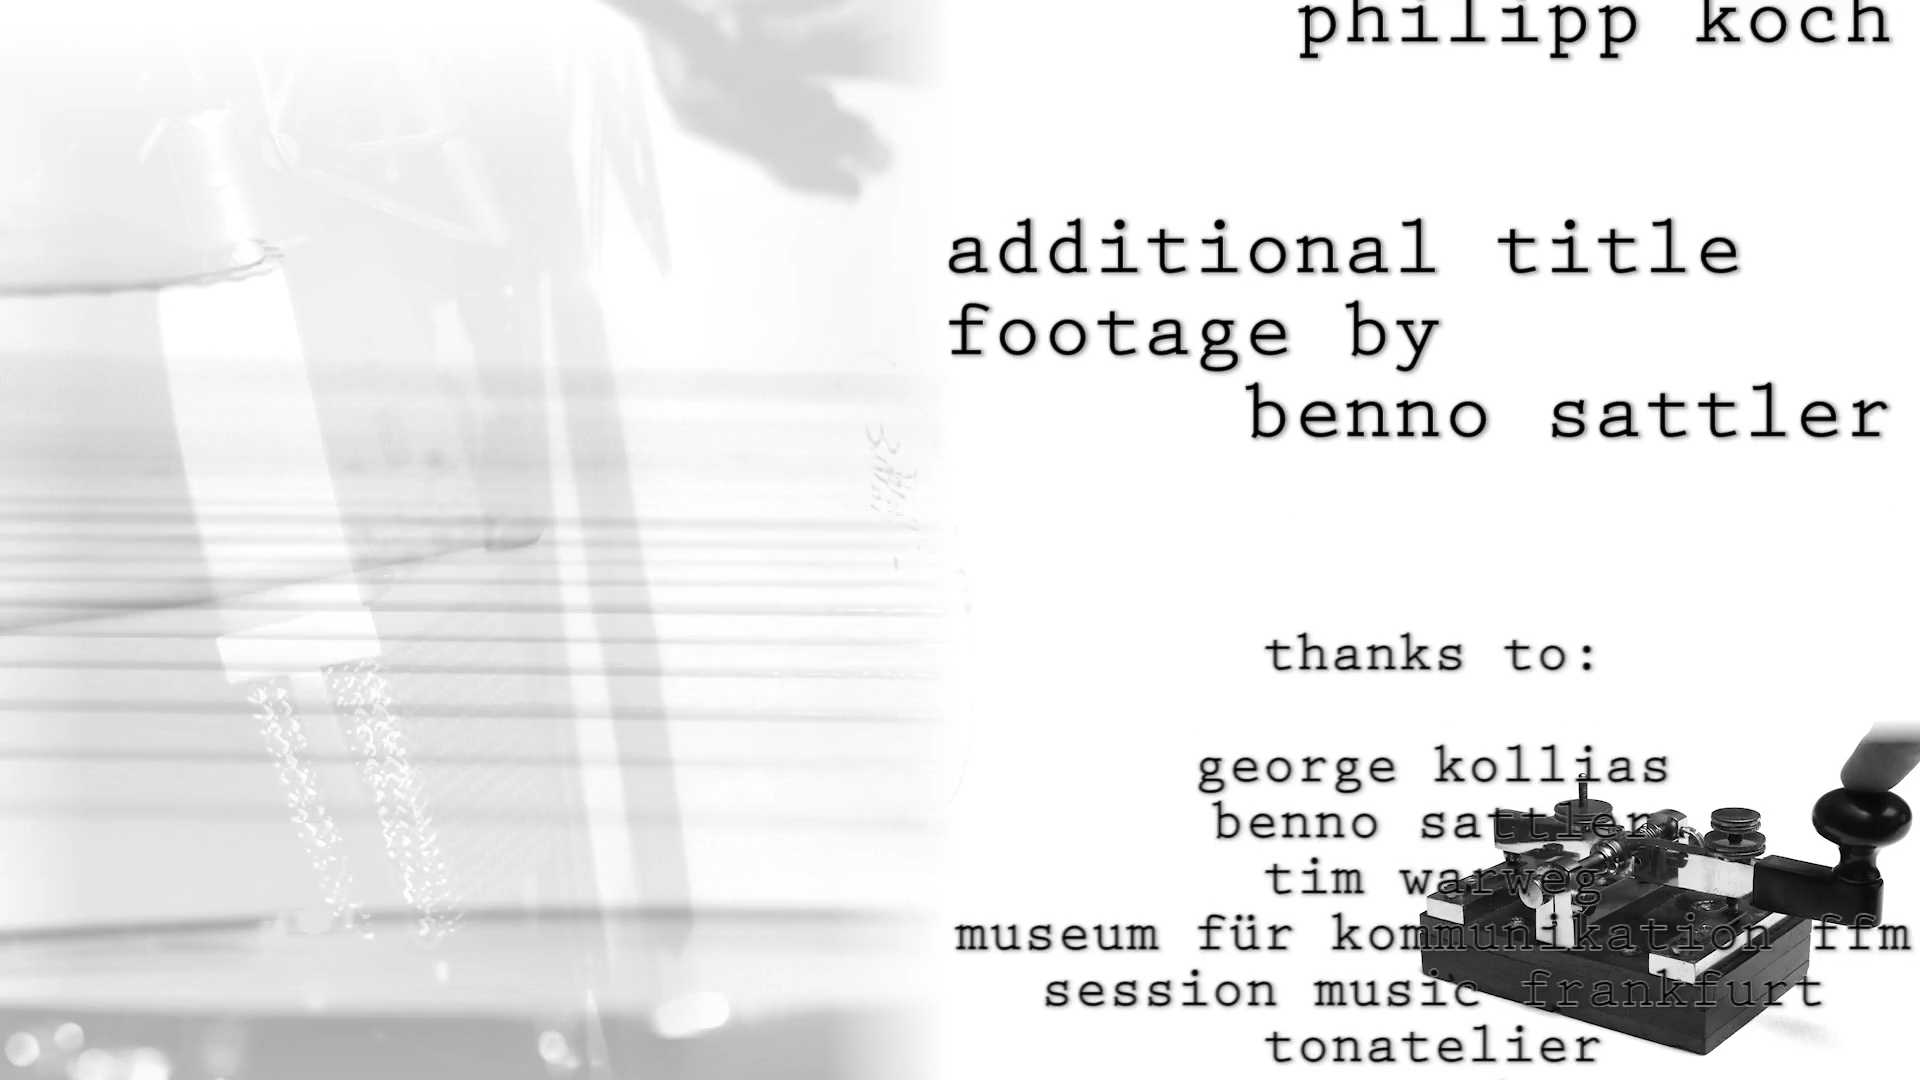 philipp koch
additional title
footage by
benno sattler
thanks to:
george kollias
benno sattler
tim warweg
museum für kommunikation ffm
session music frankfurt
tonatelier